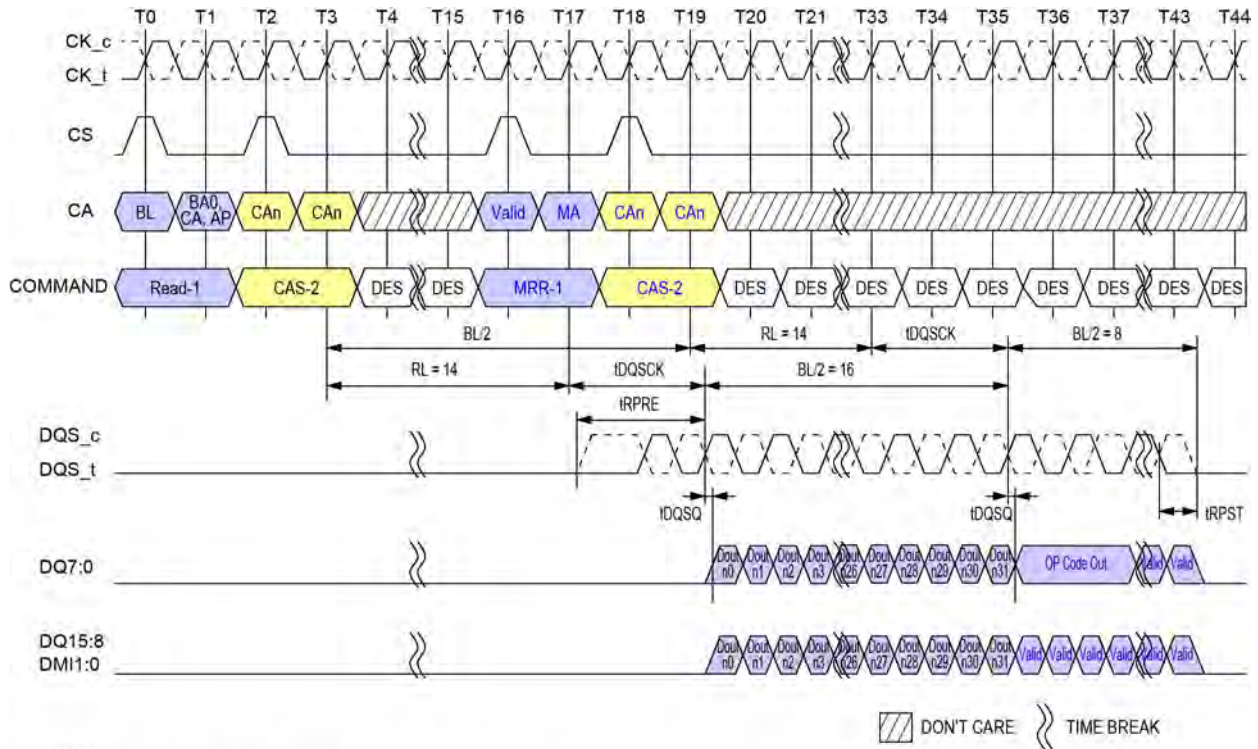 T0 T1 T2 T3 T4 T15 T16 T17 T18 T19 T20 T21 T33 T34 T35 T36 T37 T43 T44
CK_c
CK_t
CS
CA BL BA0, CA, AP CAn CAn Valid MA CAn CAn
COMMAND Read-1 CAS-2 DES DES MRR-1 CAS-2 DES DES DES DES DES DES DES DES DES
BL/2 RL = 14 tDQSCK BL/2 = 8
RL = 14 tDQSCK BL/2 = 16
tRPRE
DQS_c
DQS_t
tDQSQ tDQSQ tRPST
DQ7:0 Dout n0 Dout n1 Dout n2 Dout n3 Dout n26 Dout n27 Dout n28 Dout n29 Dout n30 Dout n31 OP Code Out Valid Valid
DQ15:8
DMI1:0 Dout n0 Dout n1 Dout n2 Dout n3 Dout n26 Dout n27 Dout n28 Dout n29 Dout n30 Dout n31 Valid Valid Valid Valid Valid Valid
DON'T CARE TIME BREAK